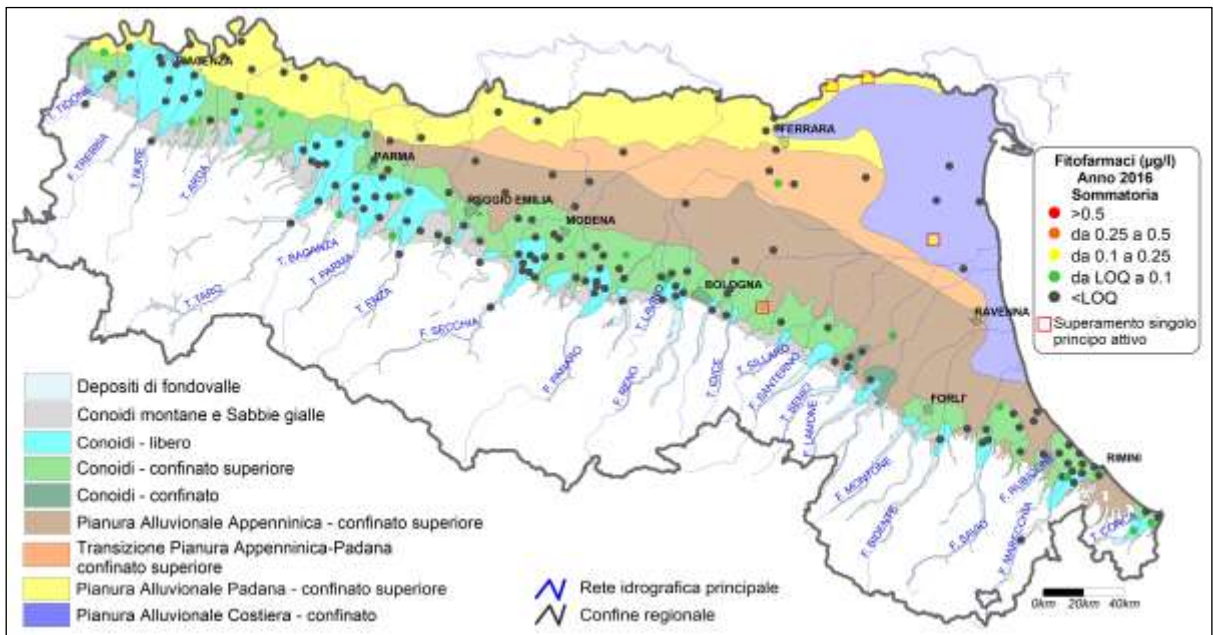 PIACENZA
F. TIDONE
F. TREBBIA
T. NURE
T. ARDA
PARMA
REGGIO EMILIA
MODENA
FERRARA
BOLOGNA
RAVENNA
FORLI'
RIMINI
T. TARO
T. BAGANZA
T. PARMA
T. ENZA
F. SECCHIA
F. PANARO
T. LAVINO
F. RENO
T. IDICE
T. SILLARO
F. SANTERNO
T. SENIO
F. LAMONE
F. MONTONE
F. BIDENTE
F. SAVIO
F. RUBICONE
F. MARECCHIA
T. CONCA
Fitofarmaci (µg/l)
Anno 2016
Sommatoria
>0.5
da 0.25 a 0.5
da 0.1 a 0.25
da LOQ a 0.1
<LOQ
Superamento singolo
principo attivo
Depositi di fondovalle
Conoidi montane e Sabbie gialle
Conoidi - libero
Conoidi - confinato superiore
Conoidi - confinato
Pianura Alluvionale Appenninica - confinato superiore
Transizione Pianura Appenninica-Padana
confinato superiore
Pianura Alluvionale Padana - confinato superiore
Pianura Alluvionale Costiera - confinato
Rete idrografica principale
Confine regionale
0km 20km 40km